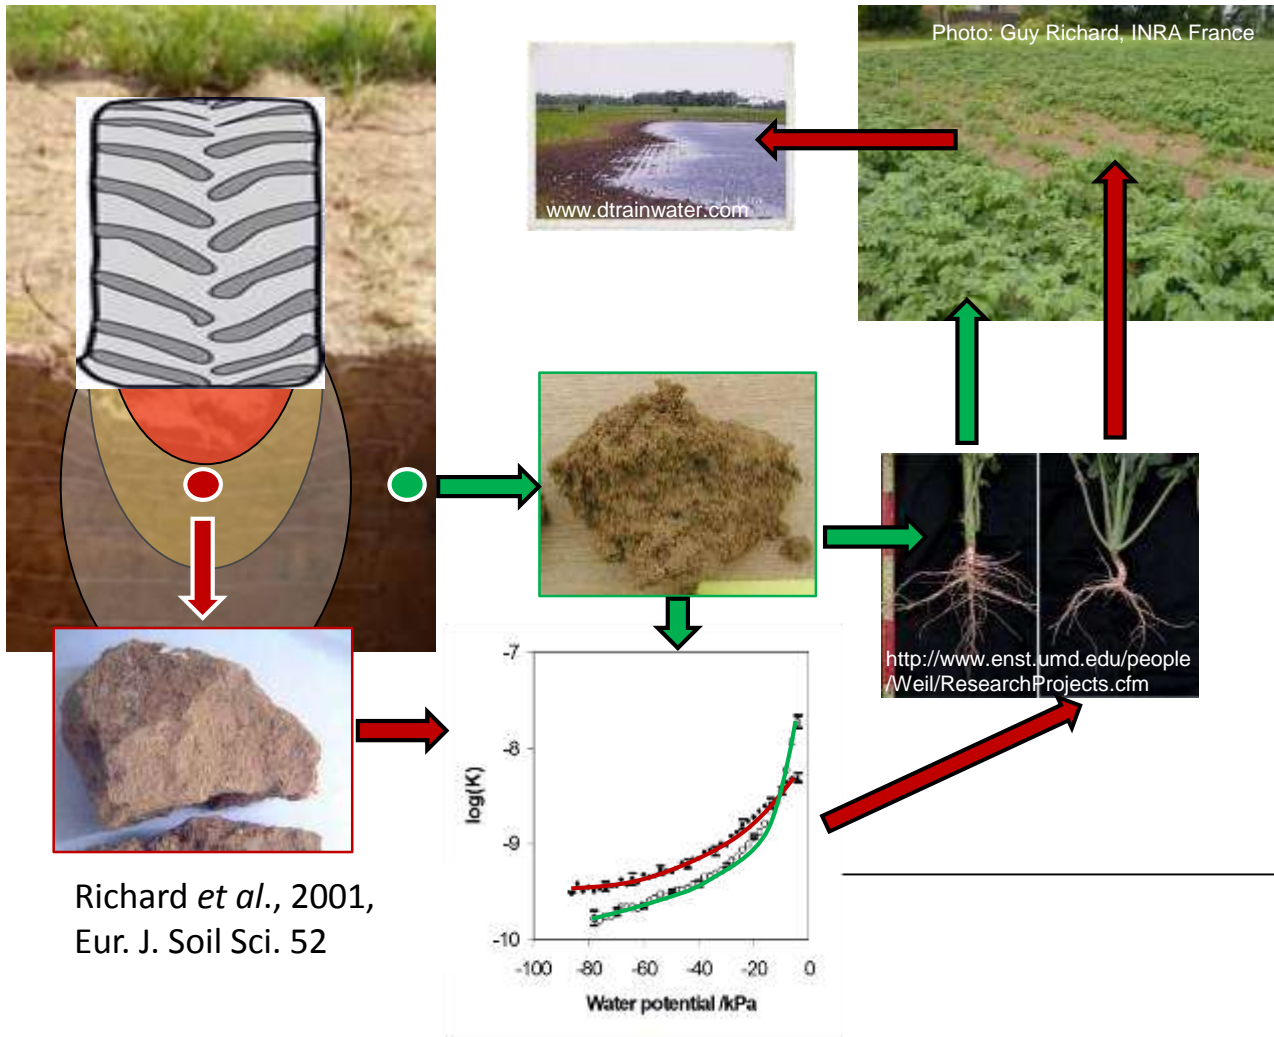 Photo: Guy Richard, INRA France
www.dtrainwater.com
http://www.enst.umd.edu/people
/Weil/ResearchProjects.cfm
-7
-8
-9
-10
log(K)
-100
-80
-60
-40
-20
0
Water potential /kPa
Richard et al., 2001,
Eur. J. Soil Sci. 52